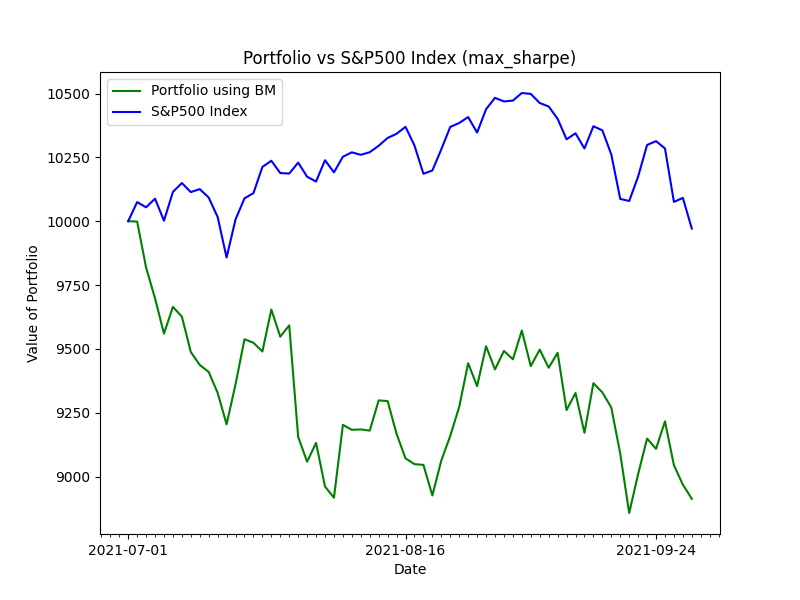 Portfolio vs S&P500 Index (max_sharpe)
Portfolio using BM
S&P500 Index
10500
10250
10000
9750
9500
9250
9000
Value of Portfolio
2021-07-01
2021-08-16
2021-09-24
Date